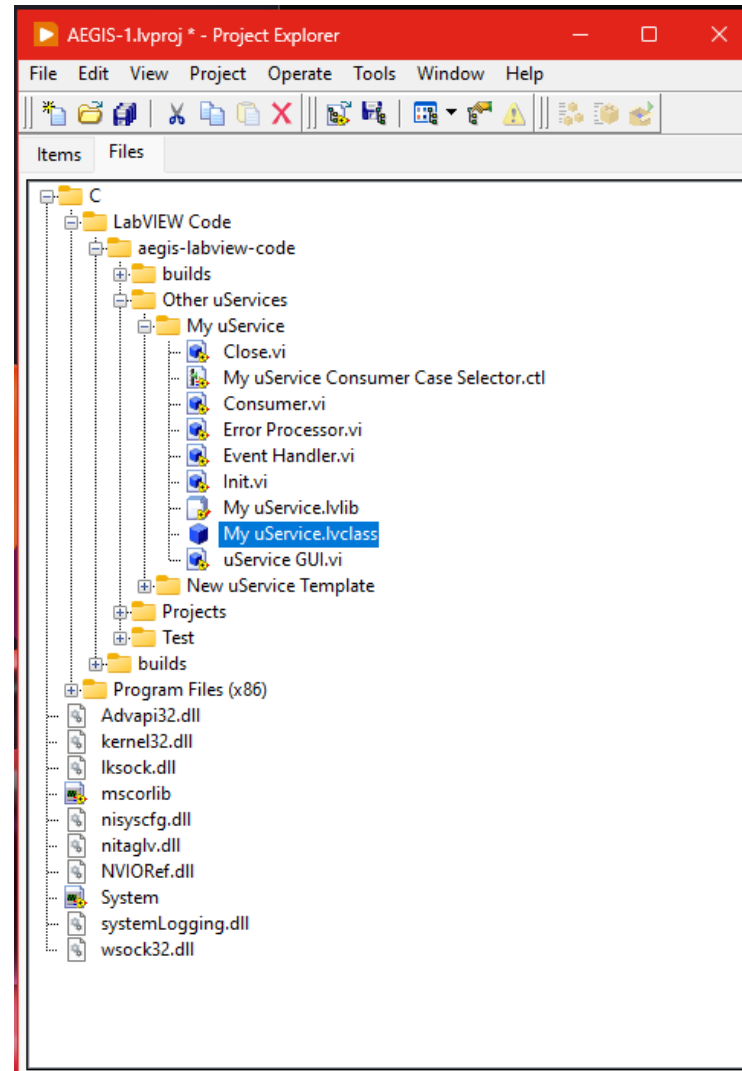 AEGIS-1.lvproj * - Project Explorer
File Edit View Project Operate Tools Window Help
Items Files
C
LabVIEW Code
aegis-labview-code
builds
Other uServices
My uService
Close.vi
My uService Consumer Case Selector.ctl
Consumer.vi
Error Processor.vi
Event Handler.vi
Init.vi
My uService.lvlib
My uService.lvclass
uService GUI.vi
New uService Template
Projects
Test
builds
Program Files (x86)
Advapi32.dll
kernel32.dll
lksock.dll
mscorlib
nisyscfg.dll
nitaglv.dll
NVIORef.dll
System
systemLogging.dll
wsock32.dll